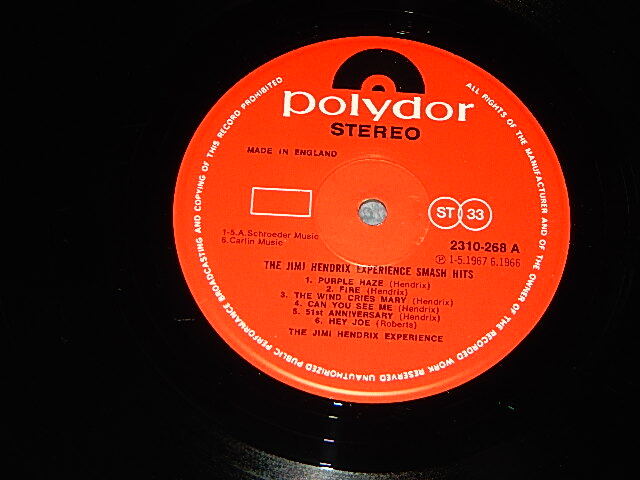 polydor
STEREO
MADE IN ENGLAND
ST 33
1-5.A.Schroeder Music
6.Carlin Music
2310-268 A
℗ 1-5.1967 6.1966
THE JIMI HENDRIX EXPERIENCE SMASH HITS
1. PURPLE HAZE (Hendrix)
2. FIRE (Hendrix)
3. THE WIND CRIES MARY (Hendrix)
4. CAN YOU SEE ME (Hendrix)
5. 51st ANNIVERSARY (Hendrix)
6. HEY JOE (Roberts)
THE JIMI HENDRIX EXPERIENCE
ALL RIGHTS OF THE MANUFACTURER AND OF THE OWNER OF THE RECORDED WORK RESERVED UNAUTHORIZED PUBLIC PERFORMANCE BROADCASTING AND COPYING OF THIS RECORD PROHIBITED